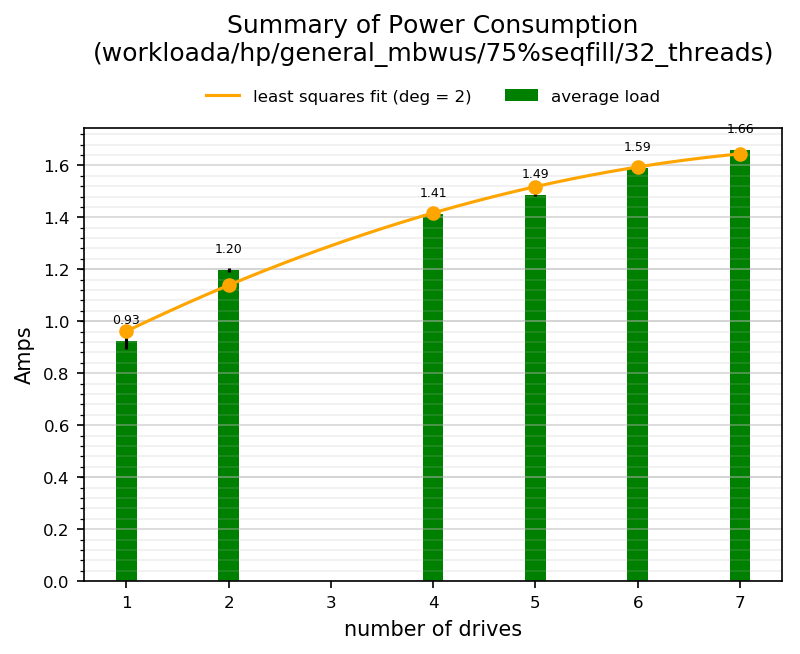 Summary of Power Consumption
(workloada/hp/general_mbwus/75%seqfill/32_threads)
least squares fit (deg = 2)
average load
1.66
1.59
1.49
1.41
1.20
0.93
1.6
1.4
1.2
1.0
0.8
0.6
0.4
0.2
0.0
Amps
1 2 3 4 5 6 7
number of drives